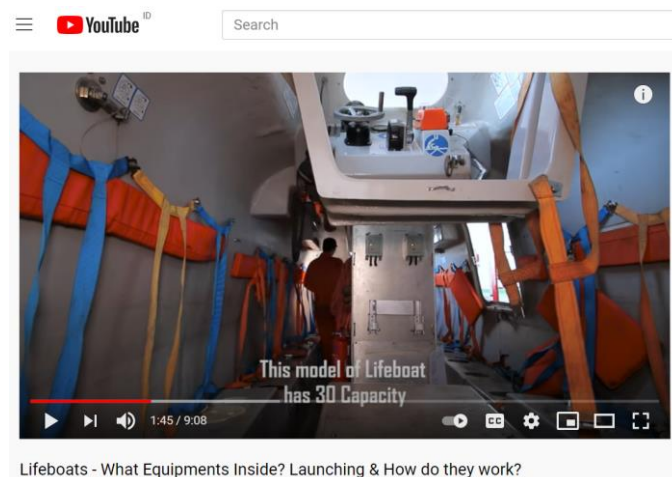 YouTube ID
Search
This model of Lifeboat
has 30 Capacity
1:45 / 9:08
CC
Lifeboats - What Equipments Inside? Launching & How do they work?